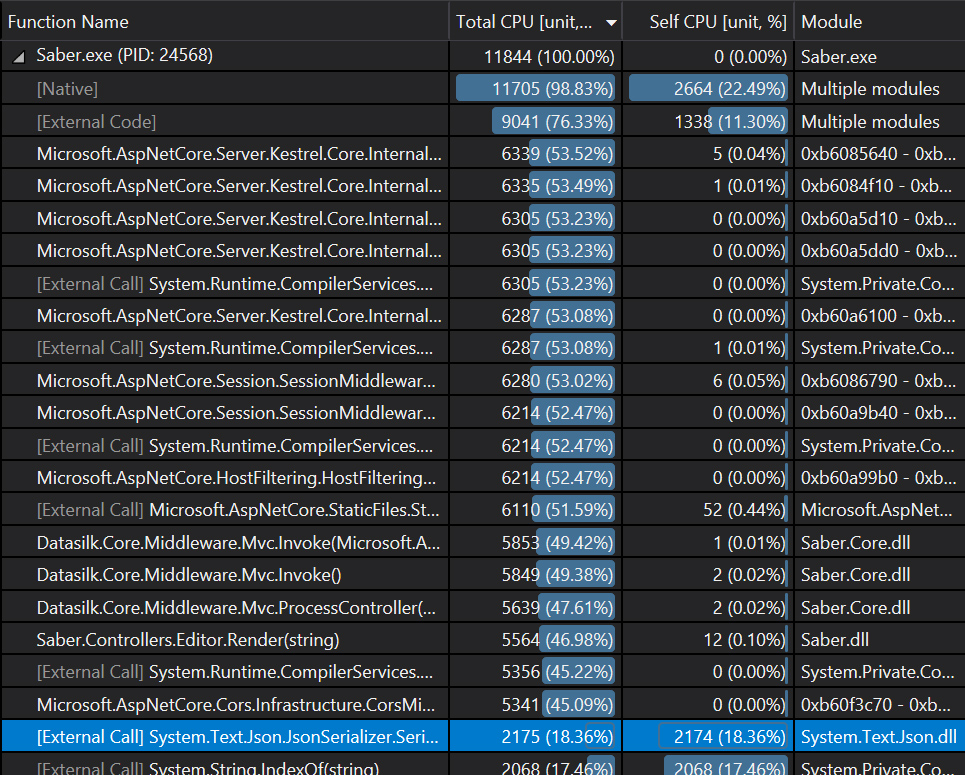 Function Name Total CPU [unit,... Self CPU [unit, %] Module
Saber.exe (PID: 24568) 11844 (100.00%) 0 (0.00%) Saber.exe
[Native] 11705 (98.83%) 2664 (22.49%) Multiple modules
[External Code] 9041 (76.33%) 1338 (11.30%) Multiple modules
Microsoft.AspNetCore.Server.Kestrel.Core.Internal... 6339 (53.52%) 5 (0.04%) 0xb6085640 - 0xb...
Microsoft.AspNetCore.Server.Kestrel.Core.Internal... 6335 (53.49%) 1 (0.01%) 0xb6084f10 - 0xb...
Microsoft.AspNetCore.Server.Kestrel.Core.Internal... 6305 (53.23%) 0 (0.00%) 0xb60a5d10 - 0xb...
Microsoft.AspNetCore.Server.Kestrel.Core.Internal... 6305 (53.23%) 0 (0.00%) 0xb60a5dd0 - 0xb...
[External Call] System.Runtime.CompilerServices.... 6305 (53.23%) 0 (0.00%) System.Private.Co...
Microsoft.AspNetCore.Server.Kestrel.Core.Internal... 6287 (53.08%) 0 (0.00%) 0xb60a6100 - 0xb...
[External Call] System.Runtime.CompilerServices.... 6287 (53.08%) 1 (0.01%) System.Private.Co...
Microsoft.AspNetCore.Session.SessionMiddlewar... 6280 (53.02%) 6 (0.05%) 0xb6086790 - 0xb...
Microsoft.AspNetCore.Session.SessionMiddlewar... 6214 (52.47%) 0 (0.00%) 0xb60a9b40 - 0xb...
[External Call] System.Runtime.CompilerServices.... 6214 (52.47%) 0 (0.00%) System.Private.Co...
Microsoft.AspNetCore.HostFiltering.HostFiltering... 6214 (52.47%) 0 (0.00%) 0xb60a99b0 - 0xb...
[External Call] Microsoft.AspNetCore.StaticFiles.St... 6110 (51.59%) 52 (0.44%) Microsoft.AspNet...
Datasilk.Core.Middleware.Mvc.Invoke(Microsoft.A... 5853 (49.42%) 1 (0.01%) Saber.Core.dll
Datasilk.Core.Middleware.Mvc.Invoke() 5849 (49.38%) 2 (0.02%) Saber.Core.dll
Datasilk.Core.Middleware.Mvc.ProcessController(... 5639 (47.61%) 2 (0.02%) Saber.Core.dll
Saber.Controllers.Editor.Render(string) 5564 (46.98%) 12 (0.10%) Saber.dll
[External Call] System.Runtime.CompilerServices.... 5356 (45.22%) 0 (0.00%) System.Private.Co...
Microsoft.AspNetCore.Cors.Infrastructure.CorsMi... 5341 (45.09%) 0 (0.00%) 0xb60f3c70 - 0xb...
[External Call] System.Text.Json.JsonSerializer.Seri... 2175 (18.36%) 2174 (18.36%) System.Text.Json.dll
[External Call] System.String.IndexOf(string) 2068 (17.46%) 2068 (17.46%) System.Private.Co...